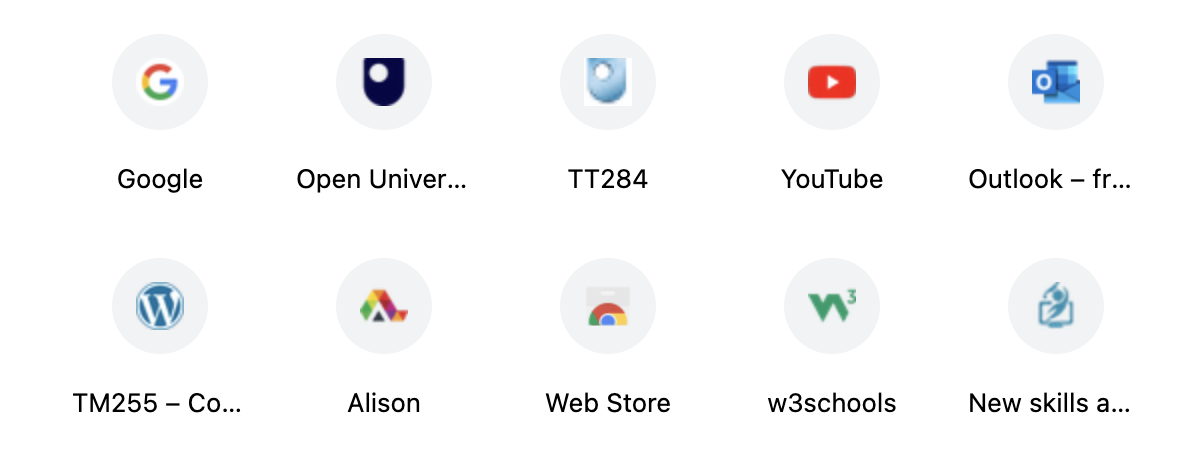 Google
Open Univer...
TT284
YouTube
Outlook – fr...
TM255 – Co...
Alison
Web Store
w3schools
New skills a...